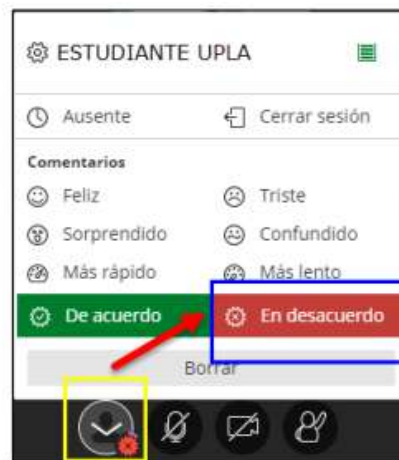 ESTUDIANTE UPLA
Ausente Cerrar sesión
Comentarios
Feliz Triste
Sorprendido Confundido
Más rápido Más lento
De acuerdo En desacuerdo
Borrar